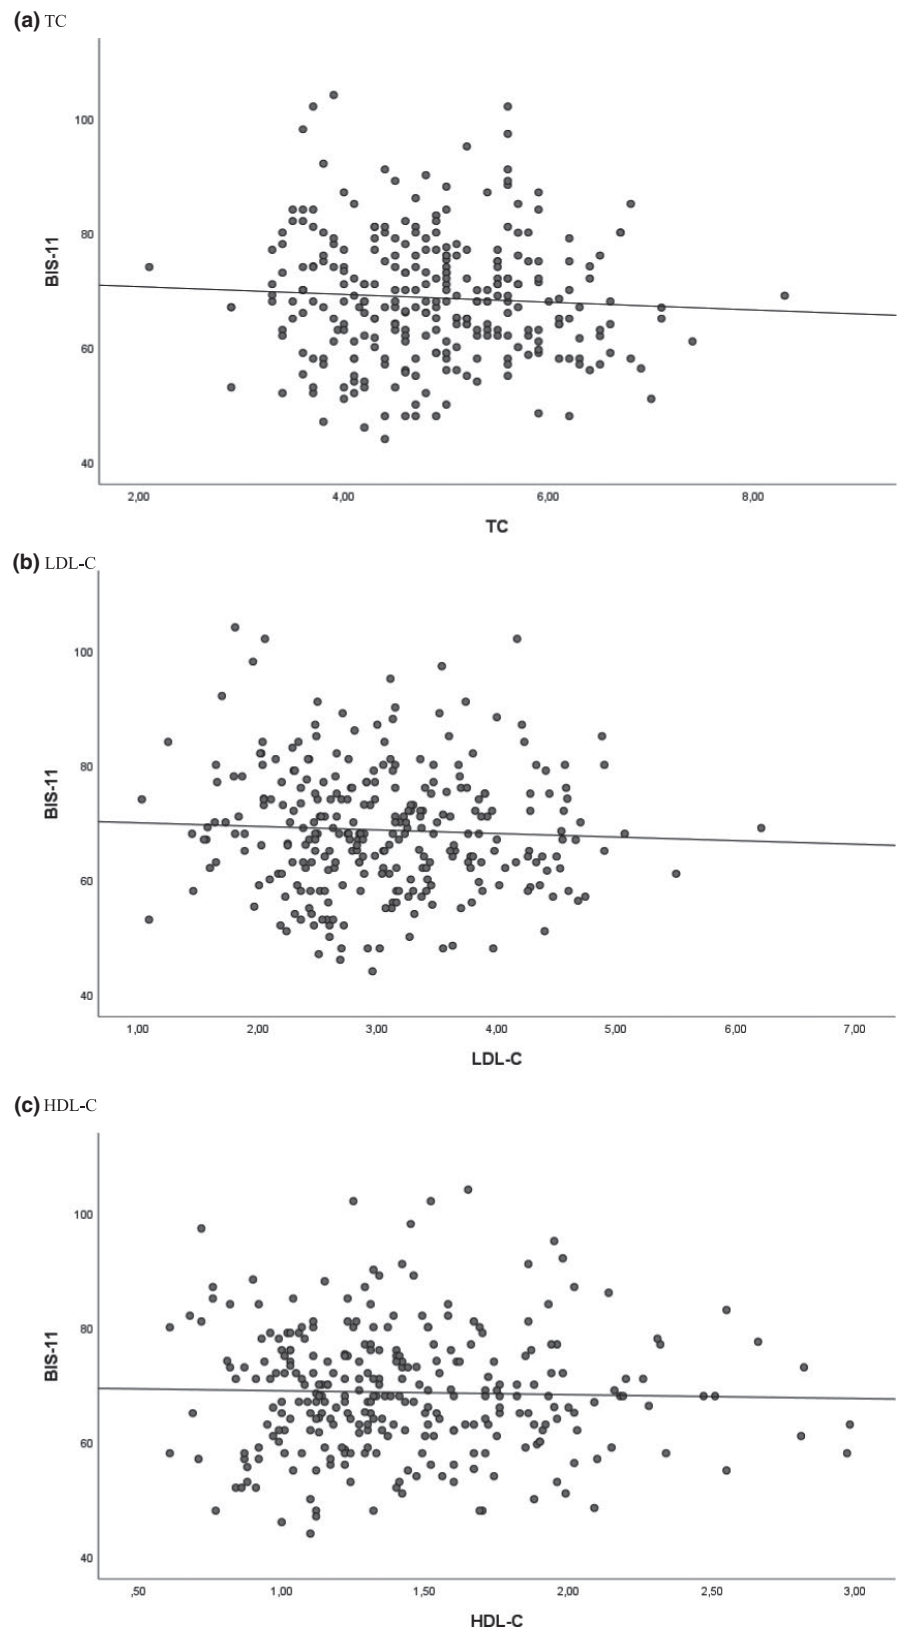 (a) TC
100
80
BIS-11
60
40
2,00 4,00 6,00 8,00
TC
(b) LDL-C
100
80
BIS-11
60
40
1,00 2,00 3,00 4,00 5,00 6,00 7,00
LDL-C
(c) HDL-C
100
80
BIS-11
60
40
,50 1,00 1,50 2,00 2,50 3,00
HDL-C